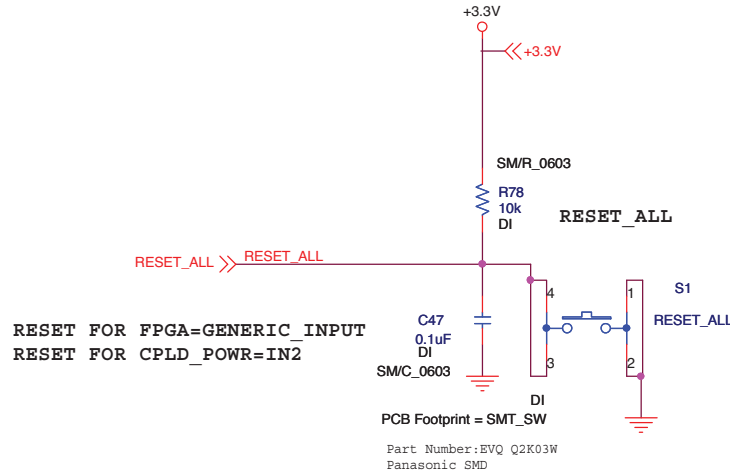 +3.3V
+3.3V
SM/R_0603
R78
10k
DI
RESET_ALL
RESET_ALL
RESET_ALL
4
1
S1
C47
0.1uF
DI
SM/C_0603
RESET_ALL
RESET FOR FPGA=GENERIC_INPUT
RESET FOR CPLD_POWR=IN2
3
2
DI
PCB Footprint = SMT_SW
Part Number:EVQ Q2K03W
Panasonic SMD